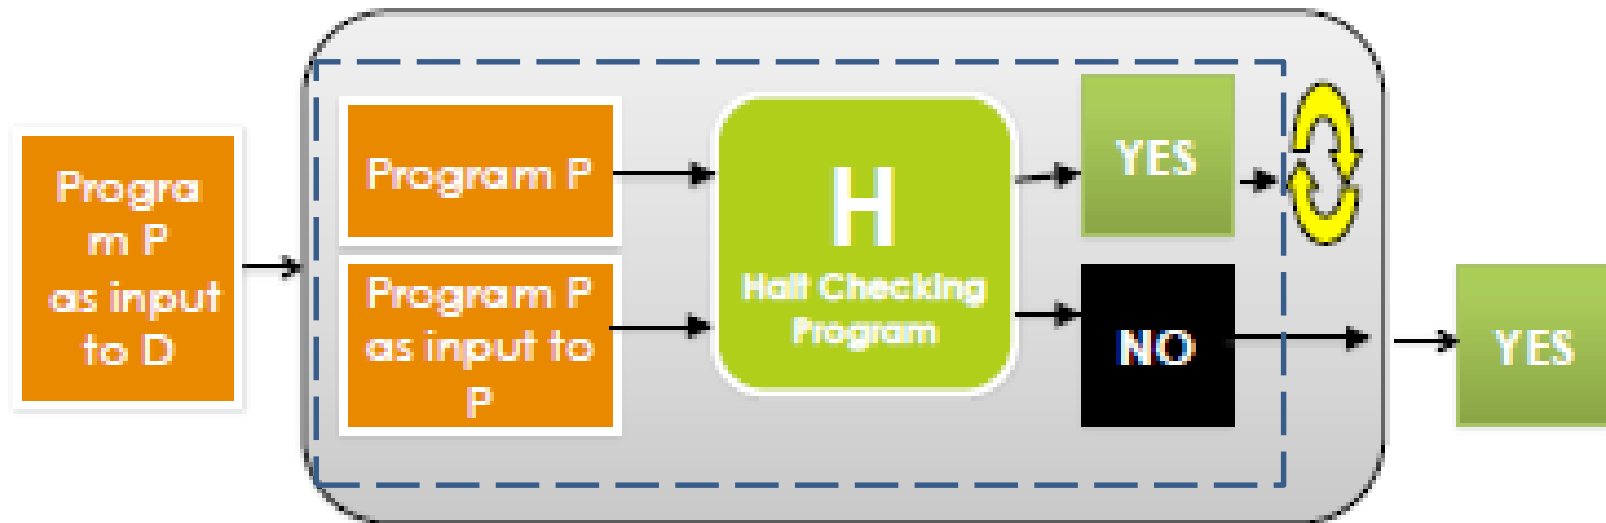 Progra
m P
as input
to D
Program P
Program P
as input to
P
H
Halt Checking
Program
YES
NO
YES